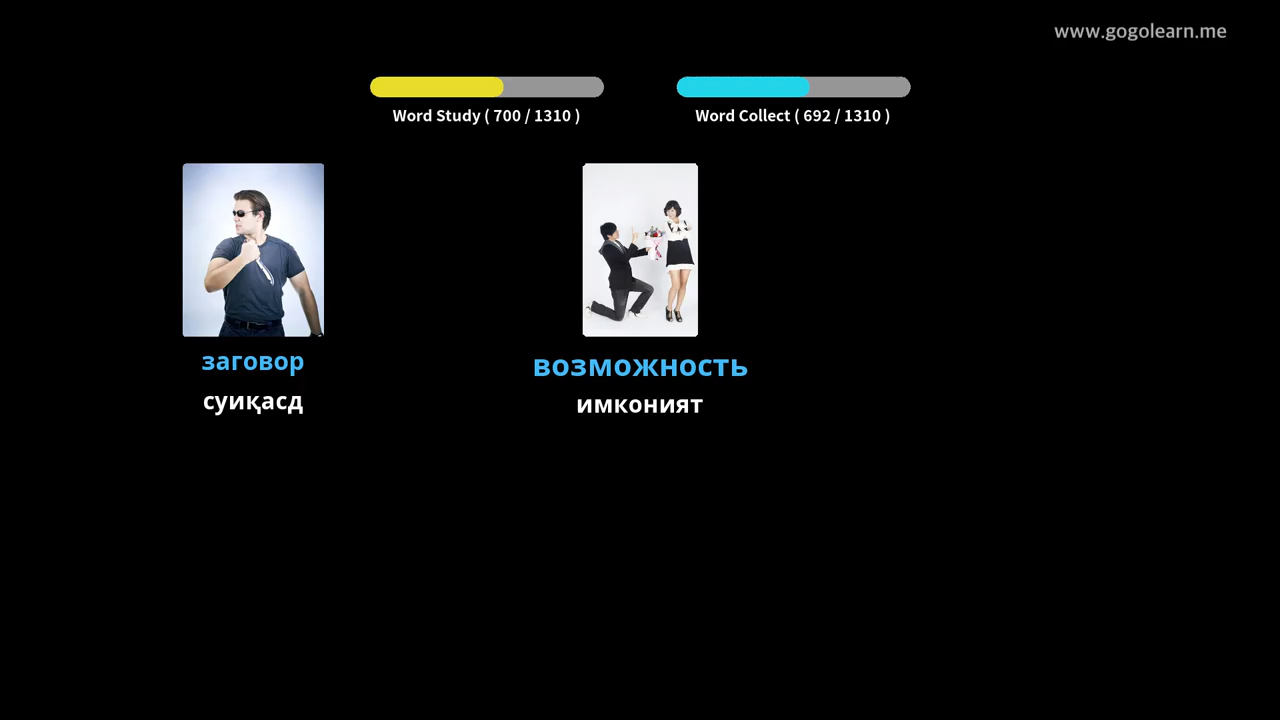 www.gogolearn.me
Word Study ( 700 / 1310 )
Word Collect ( 692 / 1310 )
заговор
суиқасд
возможность
имконият